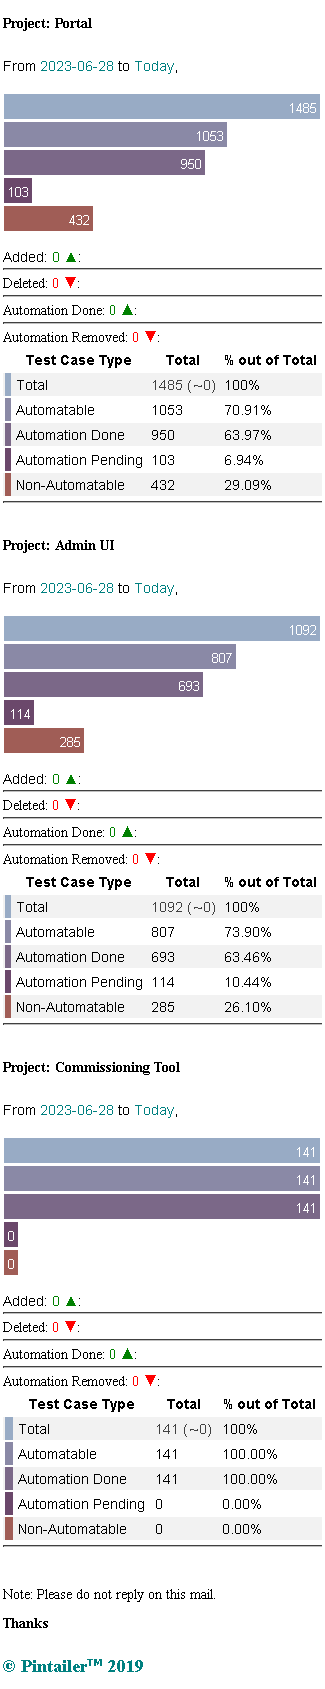 Project: Portal
From 2023-06-28 to Today,
1485
1053
950
103
432
Added: 0 ▲:
Deleted: 0 ▼:
Automation Done: 0 ▲:
Automation Removed: 0 ▼:
Test Case Type Total % out of Total
Total 1485 (~0) 100%
Automatable 1053 70.91%
Automation Done 950 63.97%
Automation Pending 103 6.94%
Non-Automatable 432 29.09%
Project: Admin UI
From 2023-06-28 to Today,
1092
807
693
114
285
Added: 0 ▲:
Deleted: 0 ▼:
Automation Done: 0 ▲:
Automation Removed: 0 ▼:
Test Case Type Total % out of Total
Total 1092 (~0) 100%
Automatable 807 73.90%
Automation Done 693 63.46%
Automation Pending 114 10.44%
Non-Automatable 285 26.10%
Project: Commissioning Tool
From 2023-06-28 to Today,
141
141
141
0
0
Added: 0 ▲:
Deleted: 0 ▼:
Automation Done: 0 ▲:
Automation Removed: 0 ▼:
Test Case Type Total % out of Total
Total 141 (~0) 100%
Automatable 141 100.00%
Automation Done 141 100.00%
Automation Pending 0 0.00%
Non-Automatable 0 0.00%
Note: Please do not reply on this mail.
Thanks
© Pintailer™ 2019